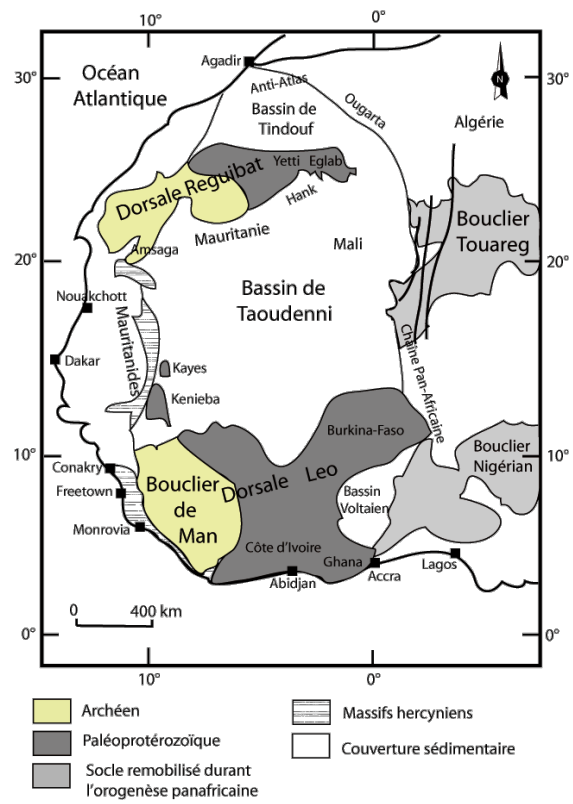 10° 0°
Agadir
30° 30°
Océan
Atlantique
Anti-Atlas
Bassin de
Tindouf
Ougarta
Algérie
N
Dorsale Reguibat
Yetti Eglab
Hank
Mauritanie
Amsaga
Mali
Bouclier
Touareg
20° 20°
Nouakchott
Bassin de
Taoudenni
Mauritanides
Dakar
Kayes
Kenieba
Chaîne Pan-Africaine
Burkina-Faso
10° 10°
Bouclier
Nigérian
Conakry
Freetown
Monrovia
Bouclier
de
Man
Dorsale Leo
Bassin
Voltaien
Côte d'Ivoire
Ghana
Abidjan
Accra
Lagos
0 400 km
0° 0°
10° 0°
Archéen
Paléoprotérozoïque
Socle remobilisé durant
l'orogenèse panafricaine
Massifs hercyniens
Couverture sédimentaire